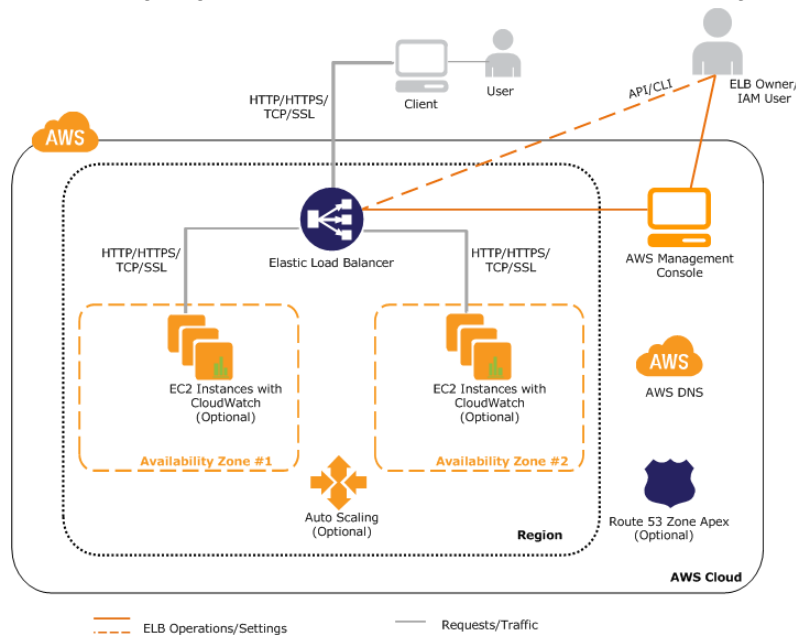 HTTP/HTTPS/
TCP/SSL
Client
User
API/CLI
ELB Owner/
IAM User
AWS
HTTP/HTTPS/
TCP/SSL
Elastic Load Balancer
HTTP/HTTPS/
TCP/SSL
AWS Management
Console
EC2 Instances with
CloudWatch
(Optional)
EC2 Instances with
CloudWatch
(Optional)
AWS
AWS DNS
Availability Zone #1
Availability Zone #2
Auto Scaling
(Optional)
Region
Route 53 Zone Apex
(Optional)
AWS Cloud
ELB Operations/Settings
Requests/Traffic